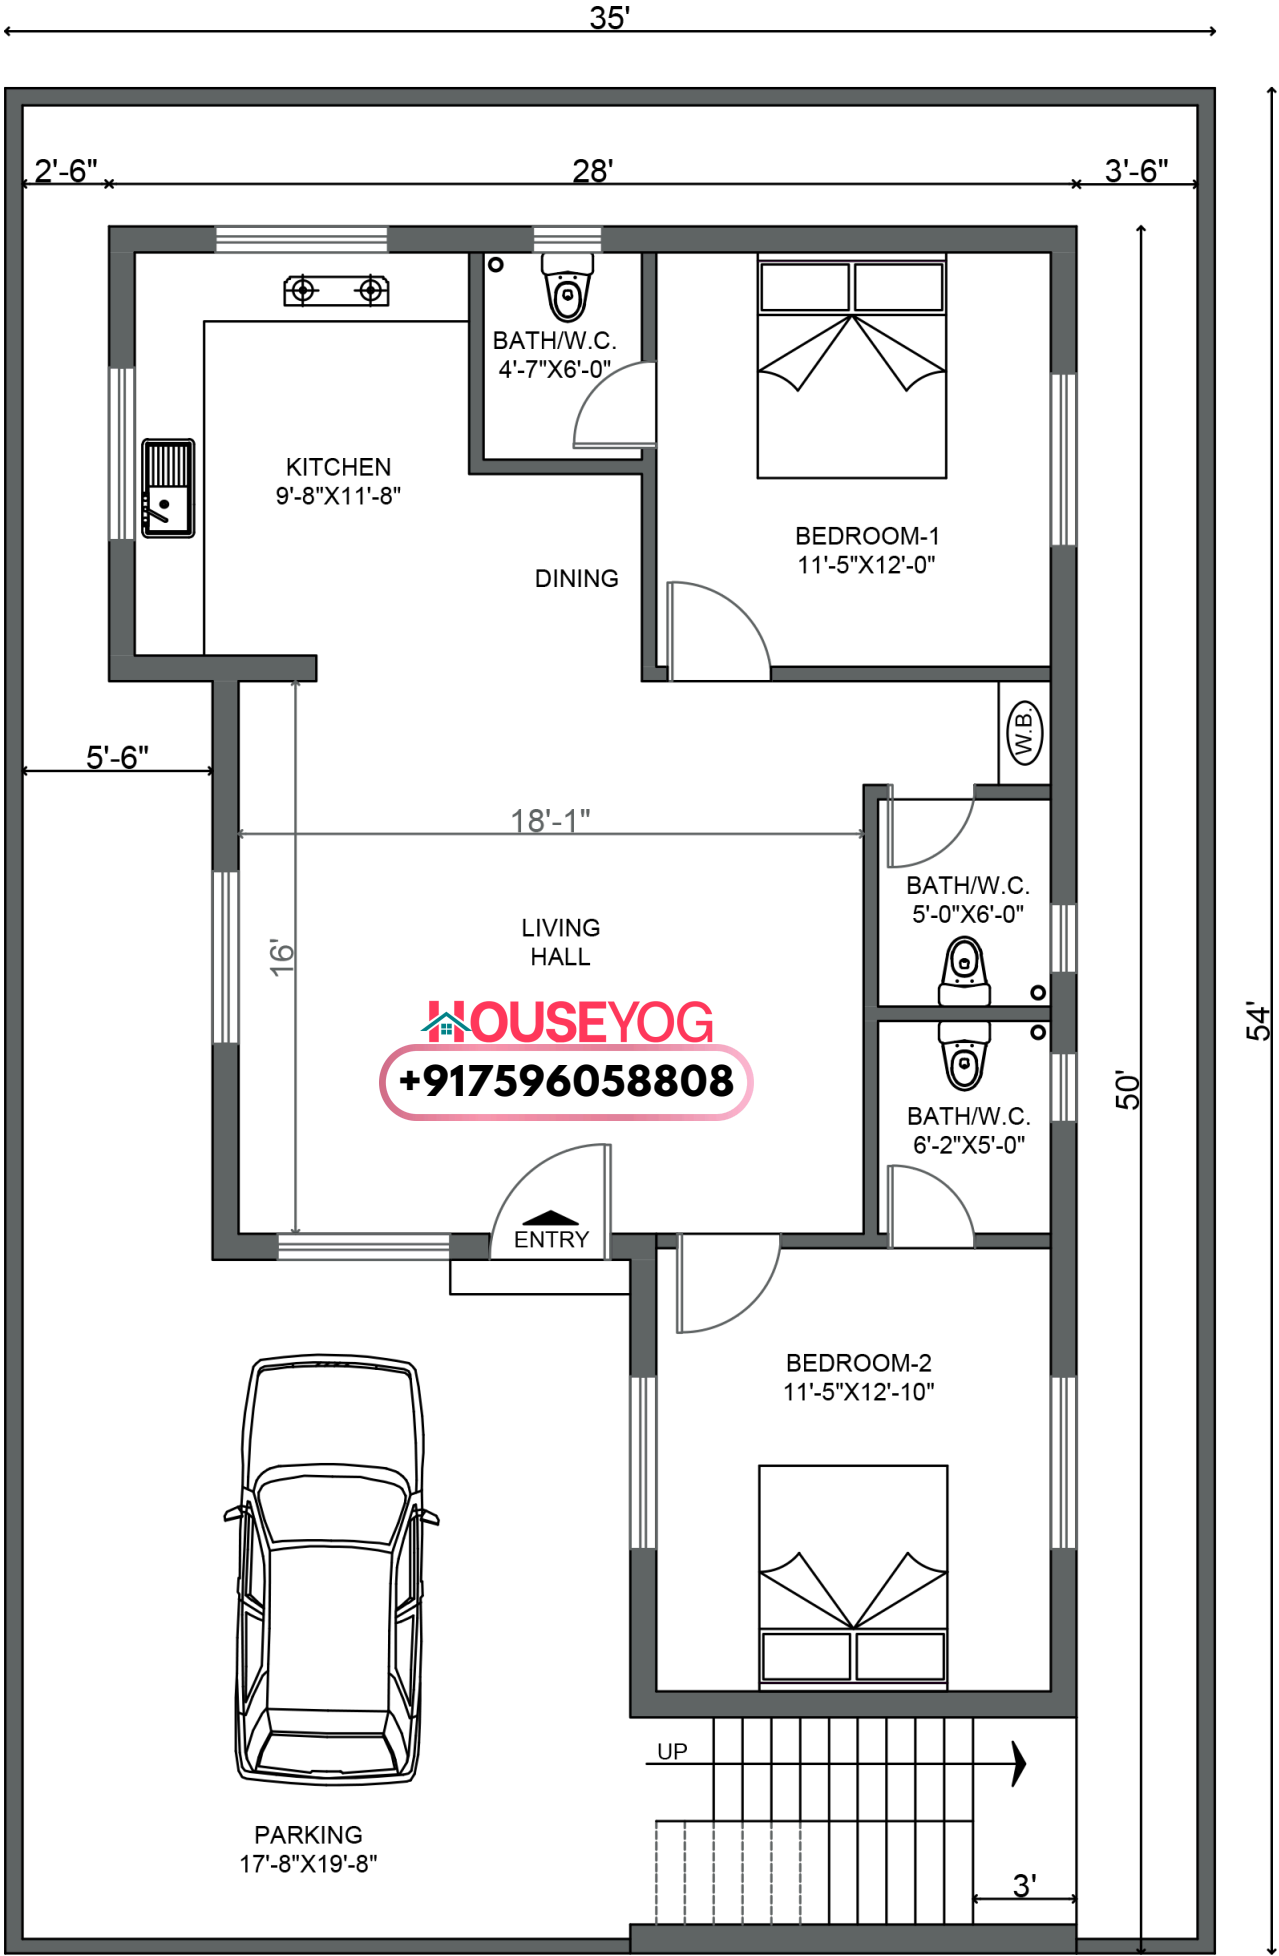 35'
2'-6"
28'
3'-6"
BATH/W.C.
4'-7"X6'-0"
KITCHEN
9'-8"X11'-8"
BEDROOM-1
11'-5"X12'-0"
DINING
W.B.
5'-6"
18'-1"
BATH/W.C.
5'-0"X6'-0"
LIVING
HALL
16'
HOUSEYOG
+917596058808
54'
50'
BATH/W.C.
6'-2"X5'-0"
ENTRY
BEDROOM-2
11'-5"X12'-10"
UP
PARKING
17'-8"X19'-8"
3'